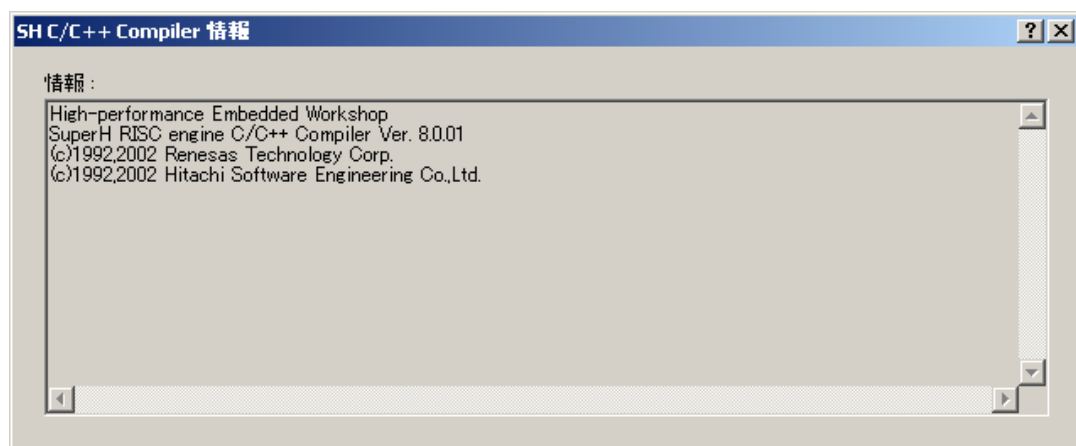 SH C/C++ Compiler 情報
情報 :
High-performance Embedded Workshop
SuperH RISC engine C/C++ Compiler Ver. 8.0.01
(c)1992,2002 Renesas Technology Corp.
(c)1992,2002 Hitachi Software Engineering Co.,Ltd.